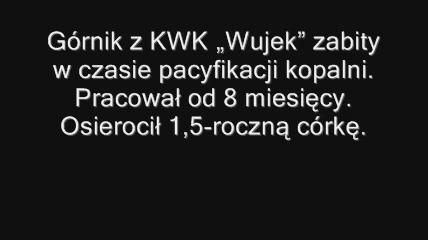 Górnik z KWK „Wujek” zabity
w czasie pacyfikacji kopalni.
Pracował od 8 miesięcy.
Osierocił 1,5-roczną córkę.